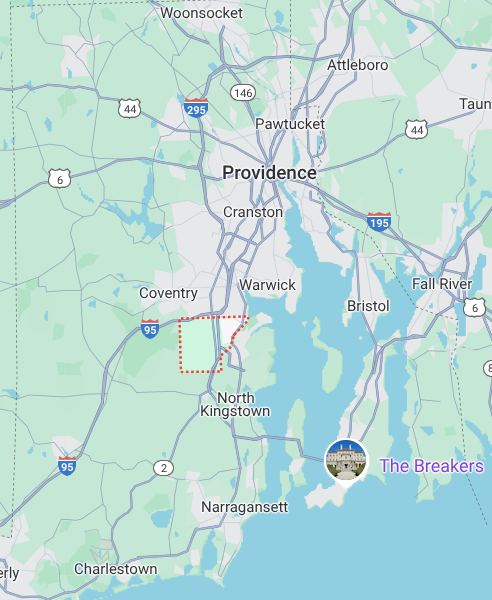 Woonsocket
Attleboro
146
44
295
Taun
Pawtucket
44
6
Providence
Cranston
195
Warwick
Fall River
Coventry
Bristol
6
95
8
North
Kingstown
2
95
The Breakers
Narragansett
Charlestown
erly